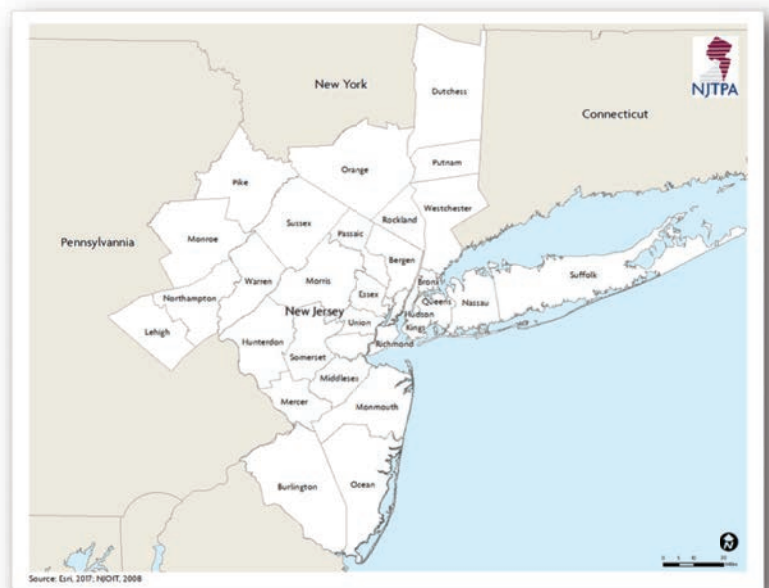 NJTPA
New York
Dutchess
Connecticut
Putnam
Orange
Pike
Westchester
Rockland
Sussex
Passaic
Pennsylvannia
Monroe
Bergen
Warren
Morris
Bronx
Suffolk
Essex
Northampton
Queens
Nassau
New Jersey
Hudson
Union
Kings
Lehigh
Hunterdon
Richmond
Somerset
Middlesex
Mercer
Monmouth
Burlington
Ocean
N
Source: Esri, 2017; NJOIT, 2008